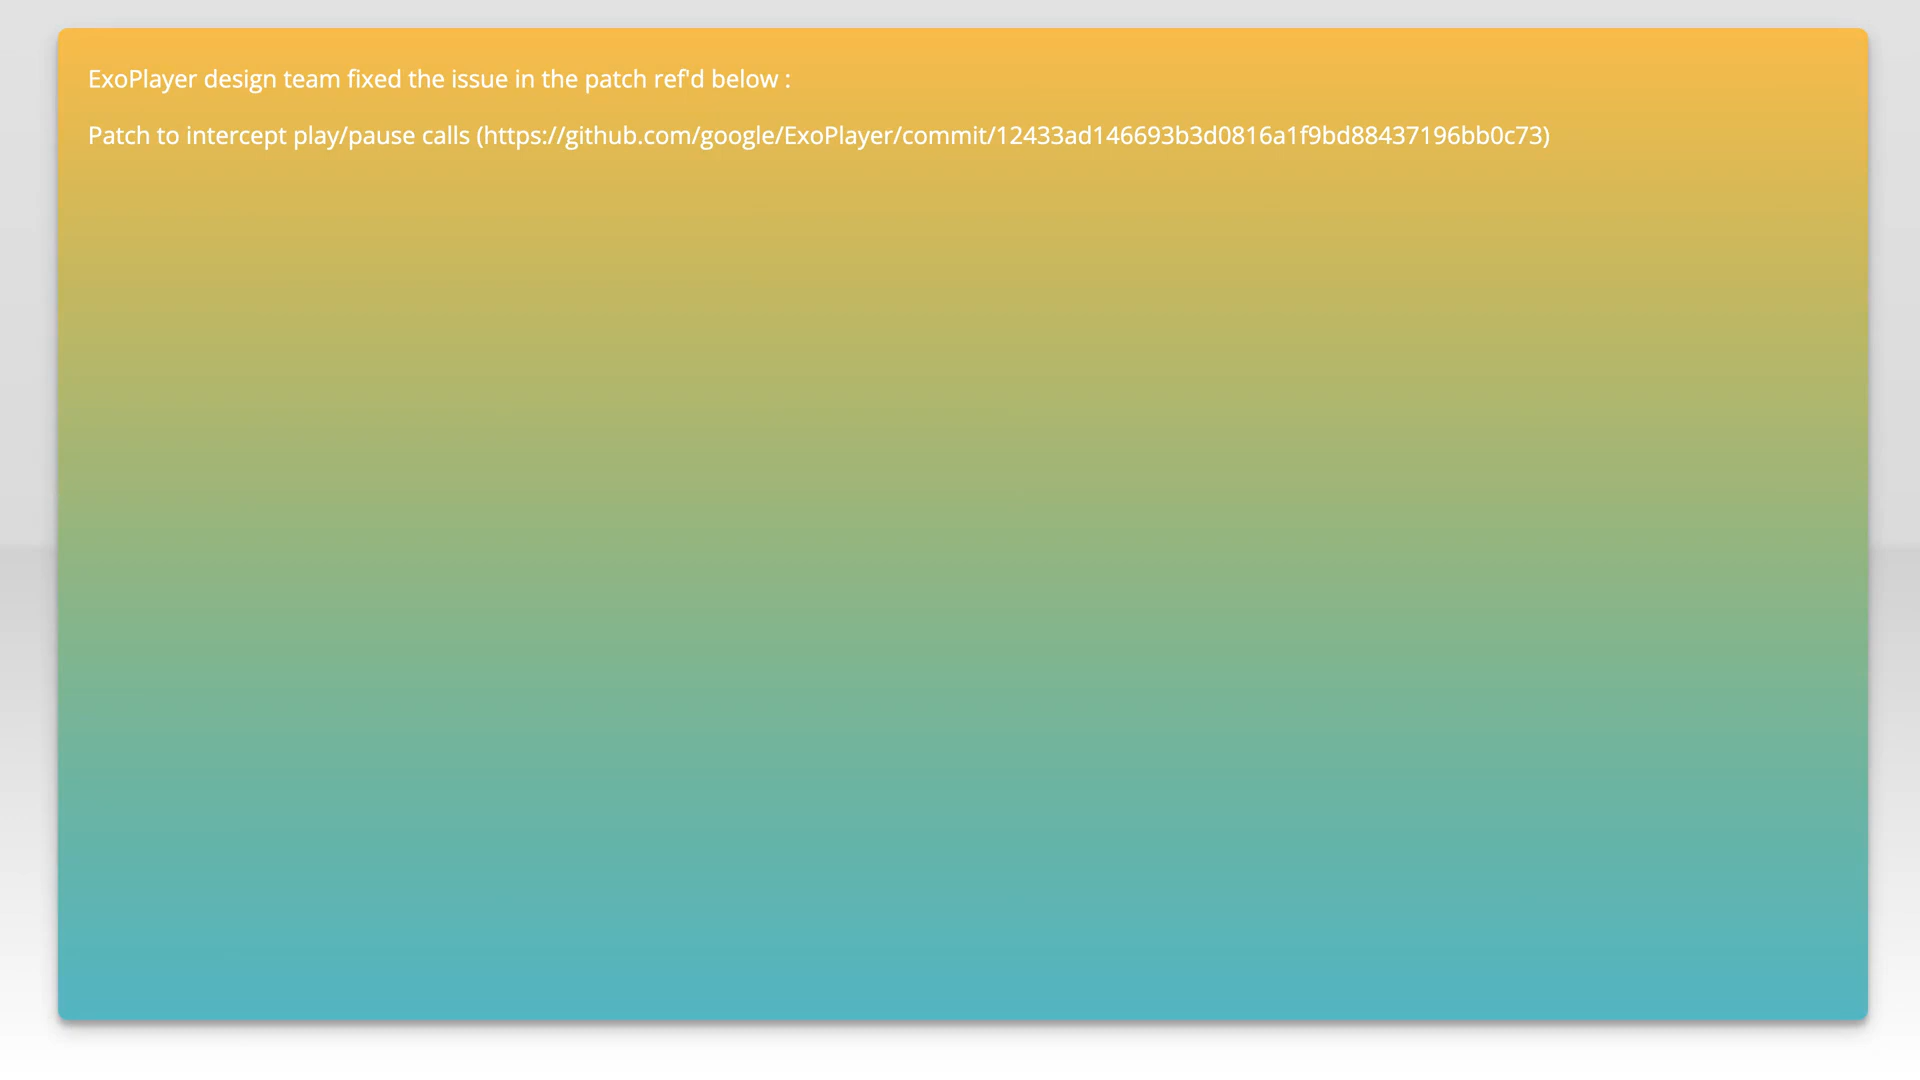 ExoPlayer design team fixed the issue in the patch ref'd below :
Patch to intercept play/pause calls (https://github.com/google/ExoPlayer/commit/12433ad146693b3d0816a1f9bd88437196bb0c73)